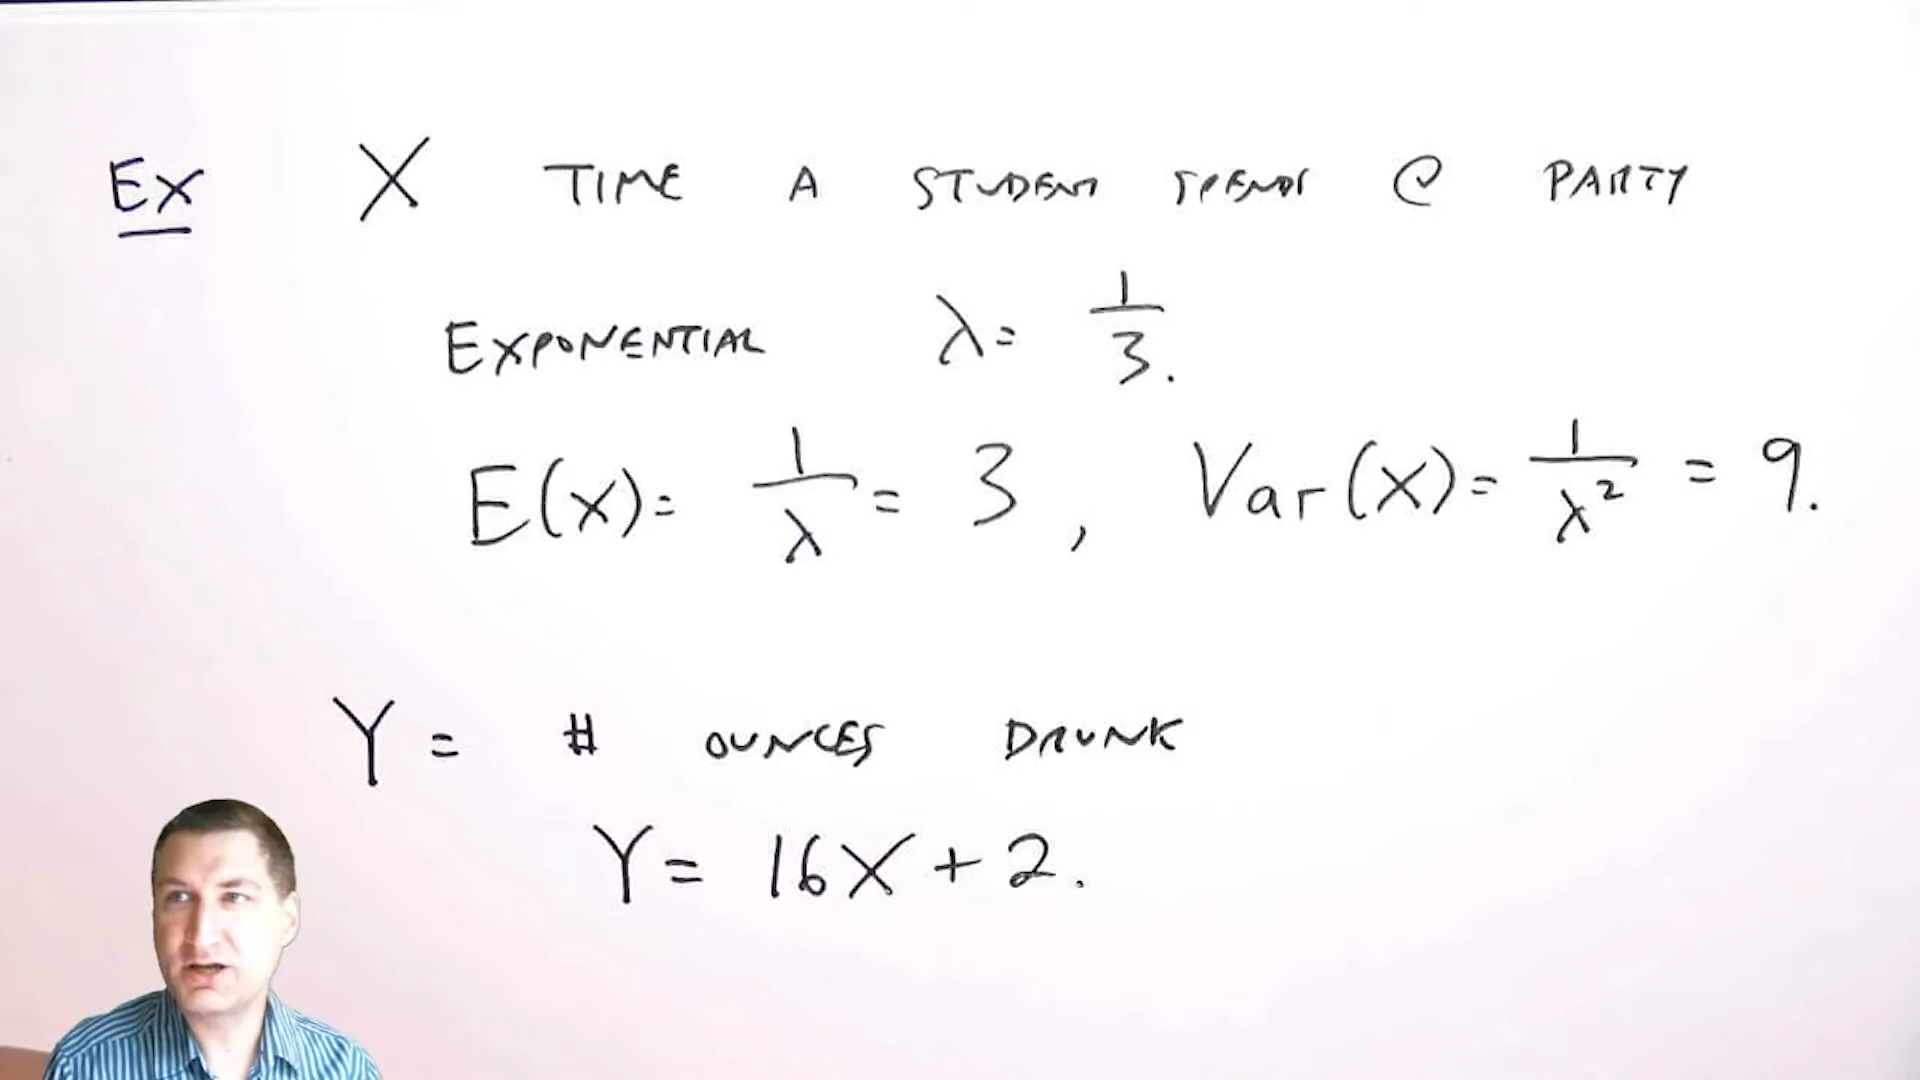 Ex X TIME A STUDENT SPENDS @ PARTY
EXPONENTIAL λ= 1/3.
E(X)= 1/λ = 3 , Var(X)= 1/λ² = 9.
Y= # OUNCES DRUNK
Y= 16X+2.